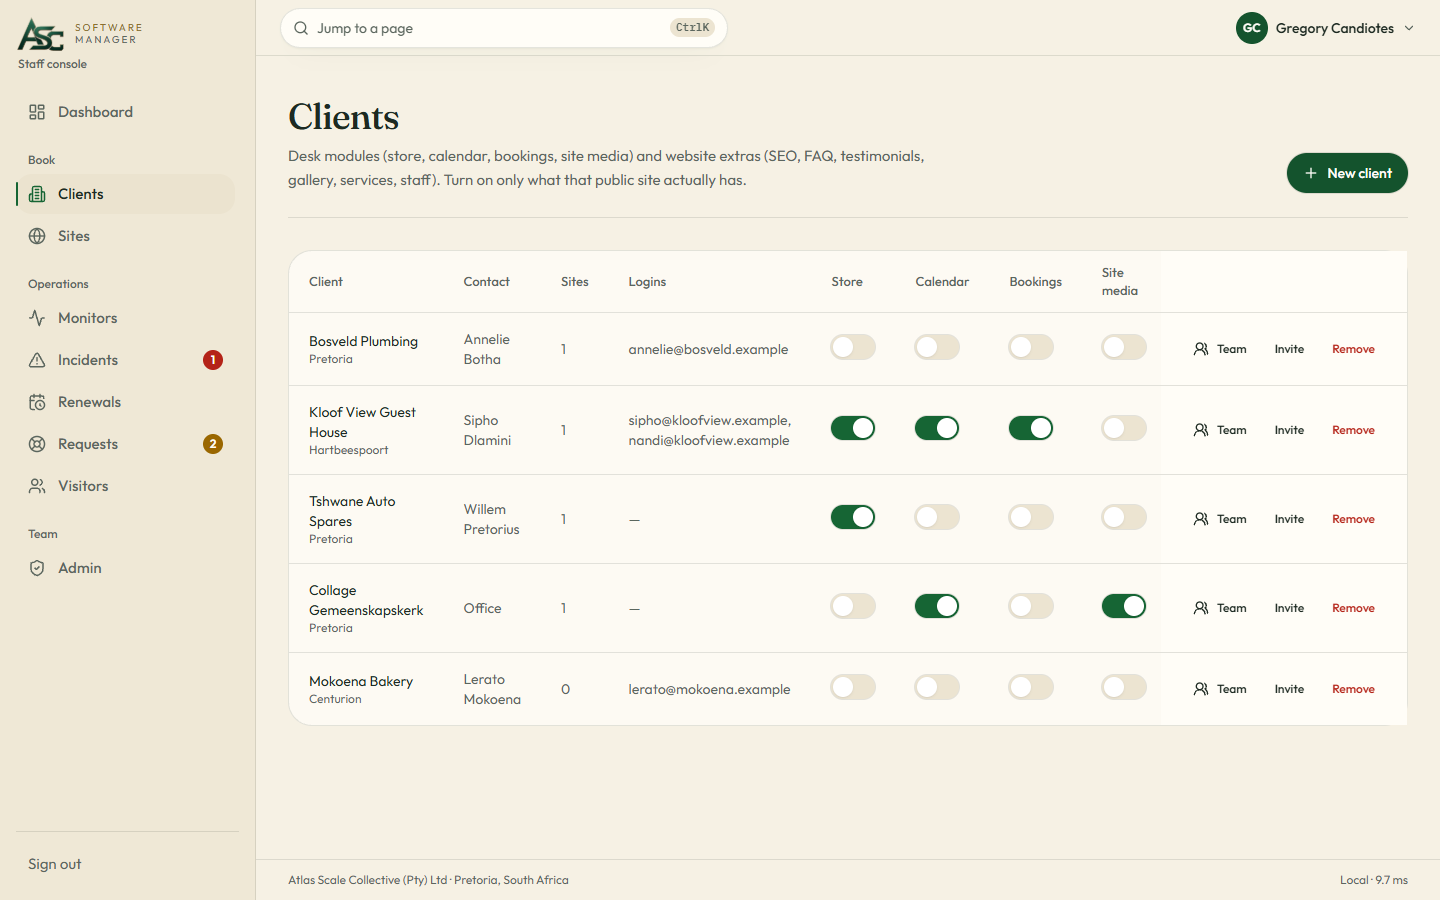 ASC SOFTWARE
MANAGER
Staff console
Jump to a page
CtrlK
GC
Gregory Candiotes
Dashboard
Book
Clients
Sites
Operations
Monitors
Incidents 1
Renewals
Requests 2
Visitors
Team
Admin
Sign out
Clients
Desk modules (store, calendar, bookings, site media) and website extras (SEO, FAQ, testimonials,
gallery, services, staff). Turn on only what that public site actually has.
New client
Client Contact Sites Logins Store Calendar Bookings Site
media
Bosveld Plumbing
Pretoria
Annelie
Botha
1
annelie@bosveld.example
Team Invite Remove
Kloof View Guest
House
Hartbeespoort
Sipho
Dlamini
1
sipho@kloofview.example,
nandi@kloofview.example
Team Invite Remove
Tshwane Auto
Spares
Pretoria
Willem
Pretorius
1
—
Team Invite Remove
Collage
Gemeenskapskerk
Pretoria
Office
1
—
Team Invite Remove
Mokoena Bakery
Centurion
Lerato
Mokoena
0
lerato@mokoena.example
Team Invite Remove
Atlas Scale Collective (Pty) Ltd · Pretoria, South Africa
Local · 9.7 ms